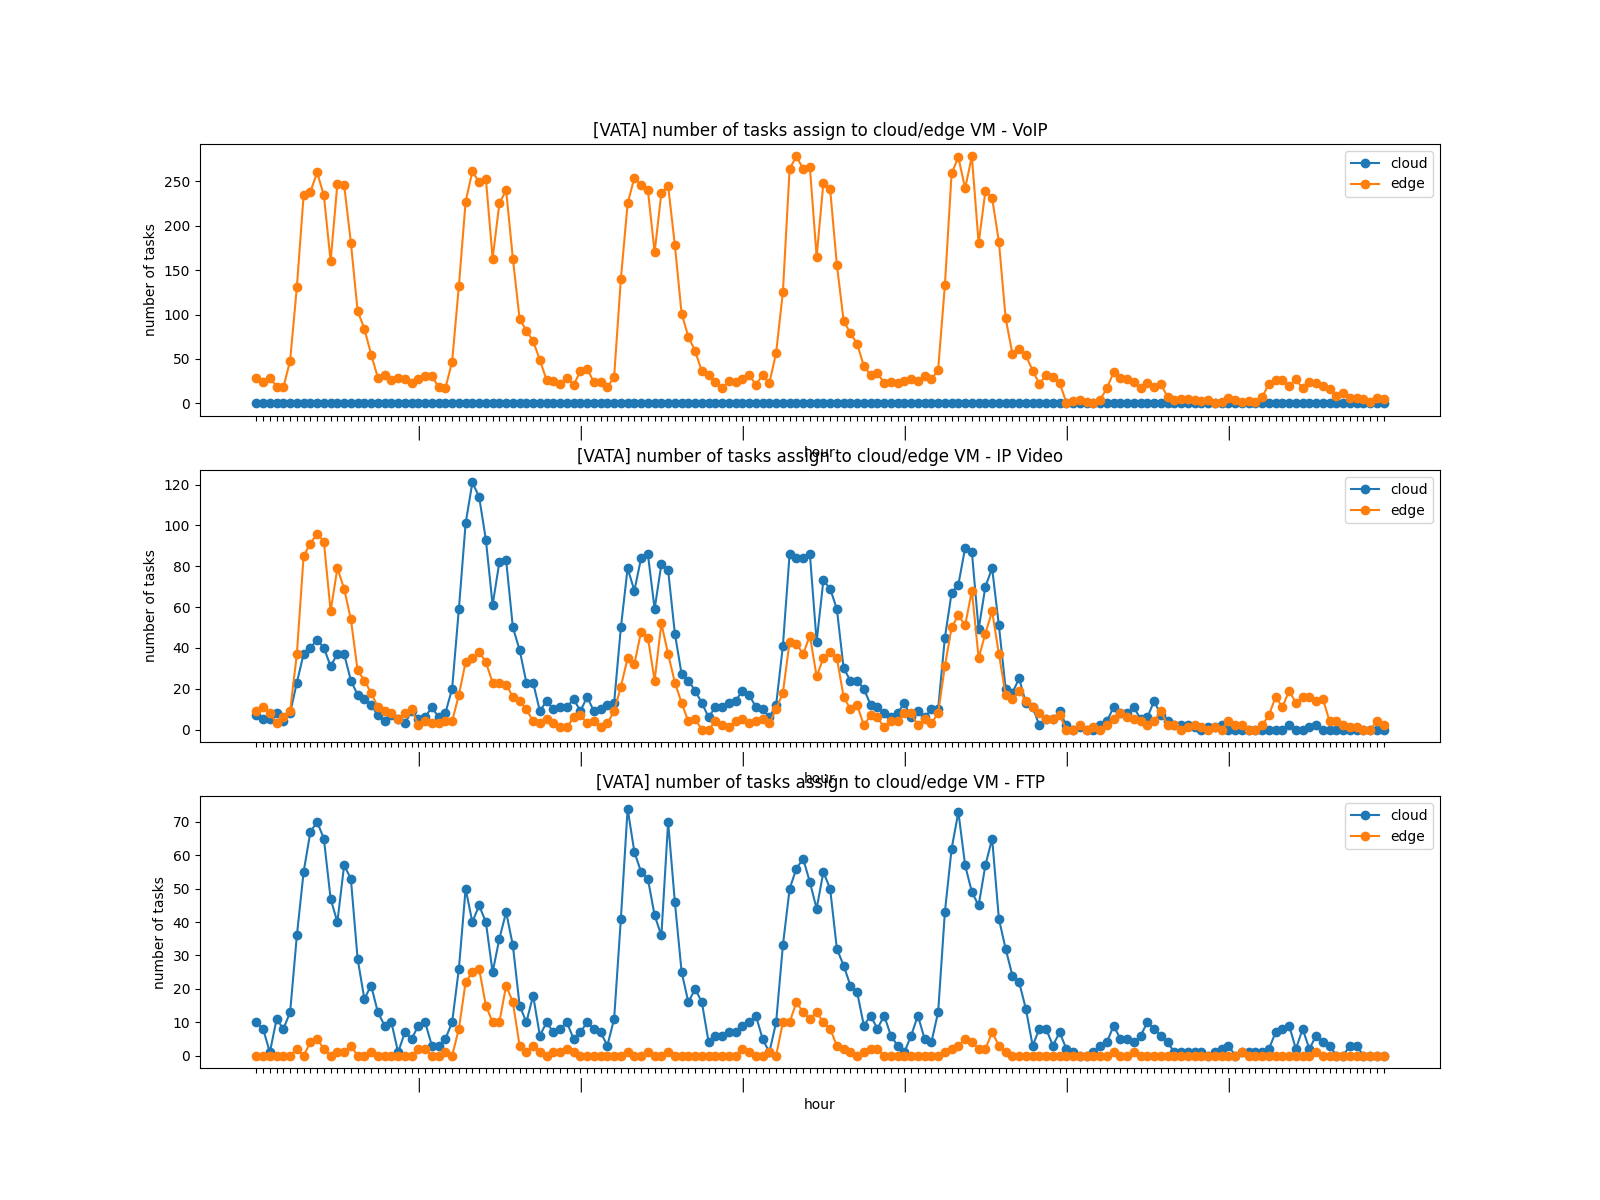 [VATA] number of tasks assign to cloud/edge VM - VoIP
cloud
edge
250
200
150
100
50
0
number of tasks
hour
[VATA] number of tasks assign to cloud/edge VM - IP Video
cloud
edge
120
100
80
60
40
20
0
number of tasks
hour
[VATA] number of tasks assign to cloud/edge VM - FTP
cloud
edge
70
60
50
40
30
20
10
0
number of tasks
hour